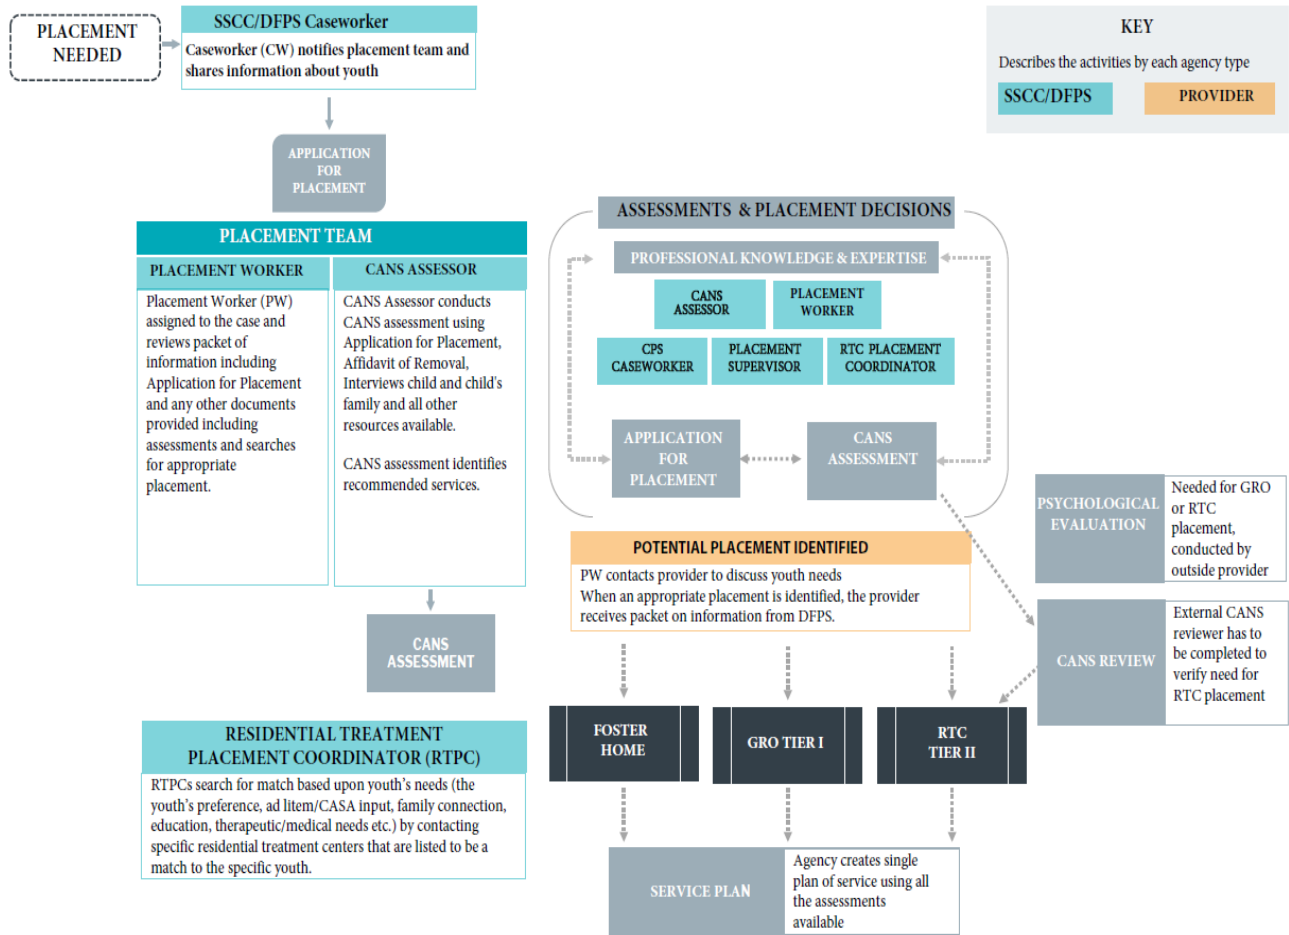 PLACEMENT
NEEDED
SSCC/DFPS Caseworker
Caseworker (CW) notifies placement team and
shares information about youth
KEY
Describes the activities by each agency type
SSCC/DFPS
PROVIDER
APPLICATION
FOR
PLACEMENT
PLACEMENT TEAM
PLACEMENT WORKER
Placement Worker (PW)
assigned to the case and
reviews packet of
information including
Application for Placement
and any other documents
provided including
assessments and searches
for appropriate
placement.
CANS ASSESSOR
CANS Assessor conducts
CANS assessment using
Application for Placement,
Affidavit of Removal,
Interviews child and child's
family and all other
resources available.
CANS assessment identifies
recommended services.
CANS
ASSESSMENT
RESIDENTIAL TREATMENT
PLACEMENT COORDINATOR (RTPC)
RTPCs search for match based upon youth's needs (the
youth's preference, ad litem/CASA input, family connection,
education, therapeutic/medical needs etc.) by contacting
specific residential treatment centers that are listed to be a
match to the specific youth.
ASSESSMENTS & PLACEMENT DECISIONS
PROFESSIONAL KNOWLEDGE & EXPERTISE
CANS
ASSESSOR
PLACEMENT
WORKER
CPS
CASEWORKER
PLACEMENT
SUPERVISOR
RTC PLACEMENT
COORDINATOR
APPLICATION
FOR
PLACEMENT
CANS
ASSESSMENT
PSYCHOLOGICAL
EVALUATION
Needed for GRO
or RTC
placement,
conducted by
outside provider
CANS REVIEW
External CANS
reviewer has to
be completed to
verify need for
RTC placement
POTENTIAL PLACEMENT IDENTIFIED
PW contacts provider to discuss youth needs
When an appropriate placement is identified, the provider
receives packet on information from DFPS.
FOSTER
HOME
GRO TIER I
RTC
TIER II
SERVICE PLAN
Agency creates single
plan of service using all
the assessments
available